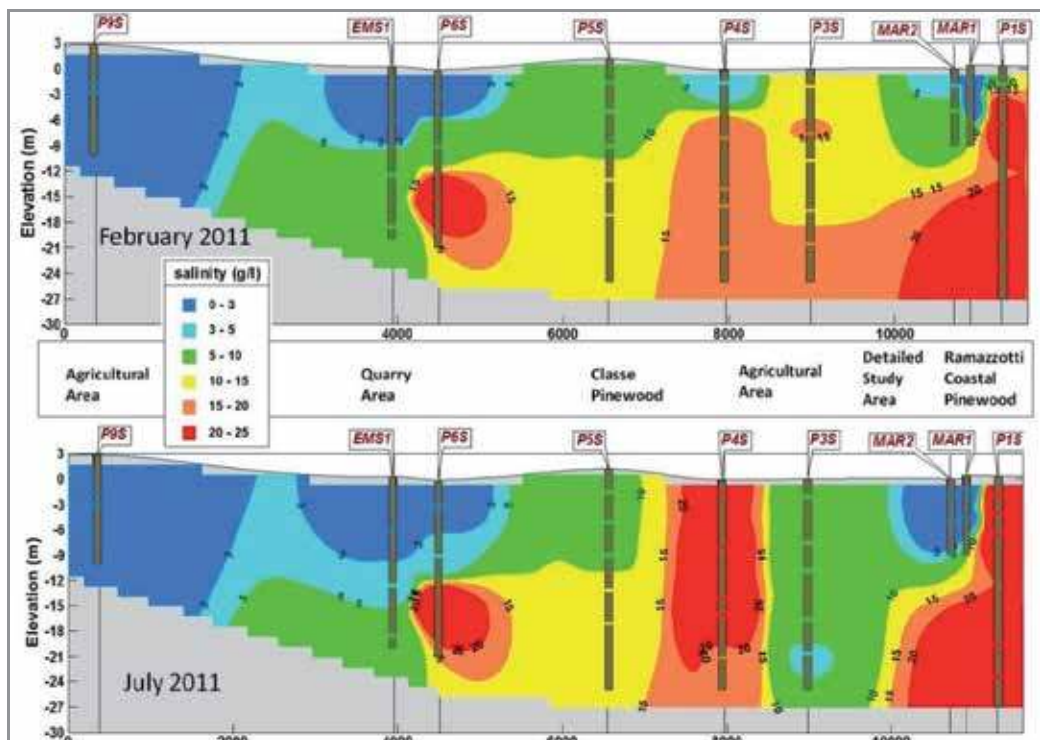 P9S EMS1 P6S P5S P4S P3S MAR2 MAR1 P1S
Elevation (m)
3
0
-3
-6
-9
-12
-15
-18
-21
-24
-27
-30
February 2011
0 4000 6000 8000 10000
salinity (g/l)
0 - 3
3 - 5
5 - 10
10 - 15
15 - 20
20 - 25
Agricultural Area
Quarry Area
Classe Pinewood
Agricultural Area
Detailed Study Area
Ramazzotti Coastal Pinewood
P9S EMS1 P6S P5S P4S P3S MAR2 MAR1 P1S
Elevation (m)
3
0
-3
-6
-9
-12
-15
-18
-21
-24
-27
-30
July 2011